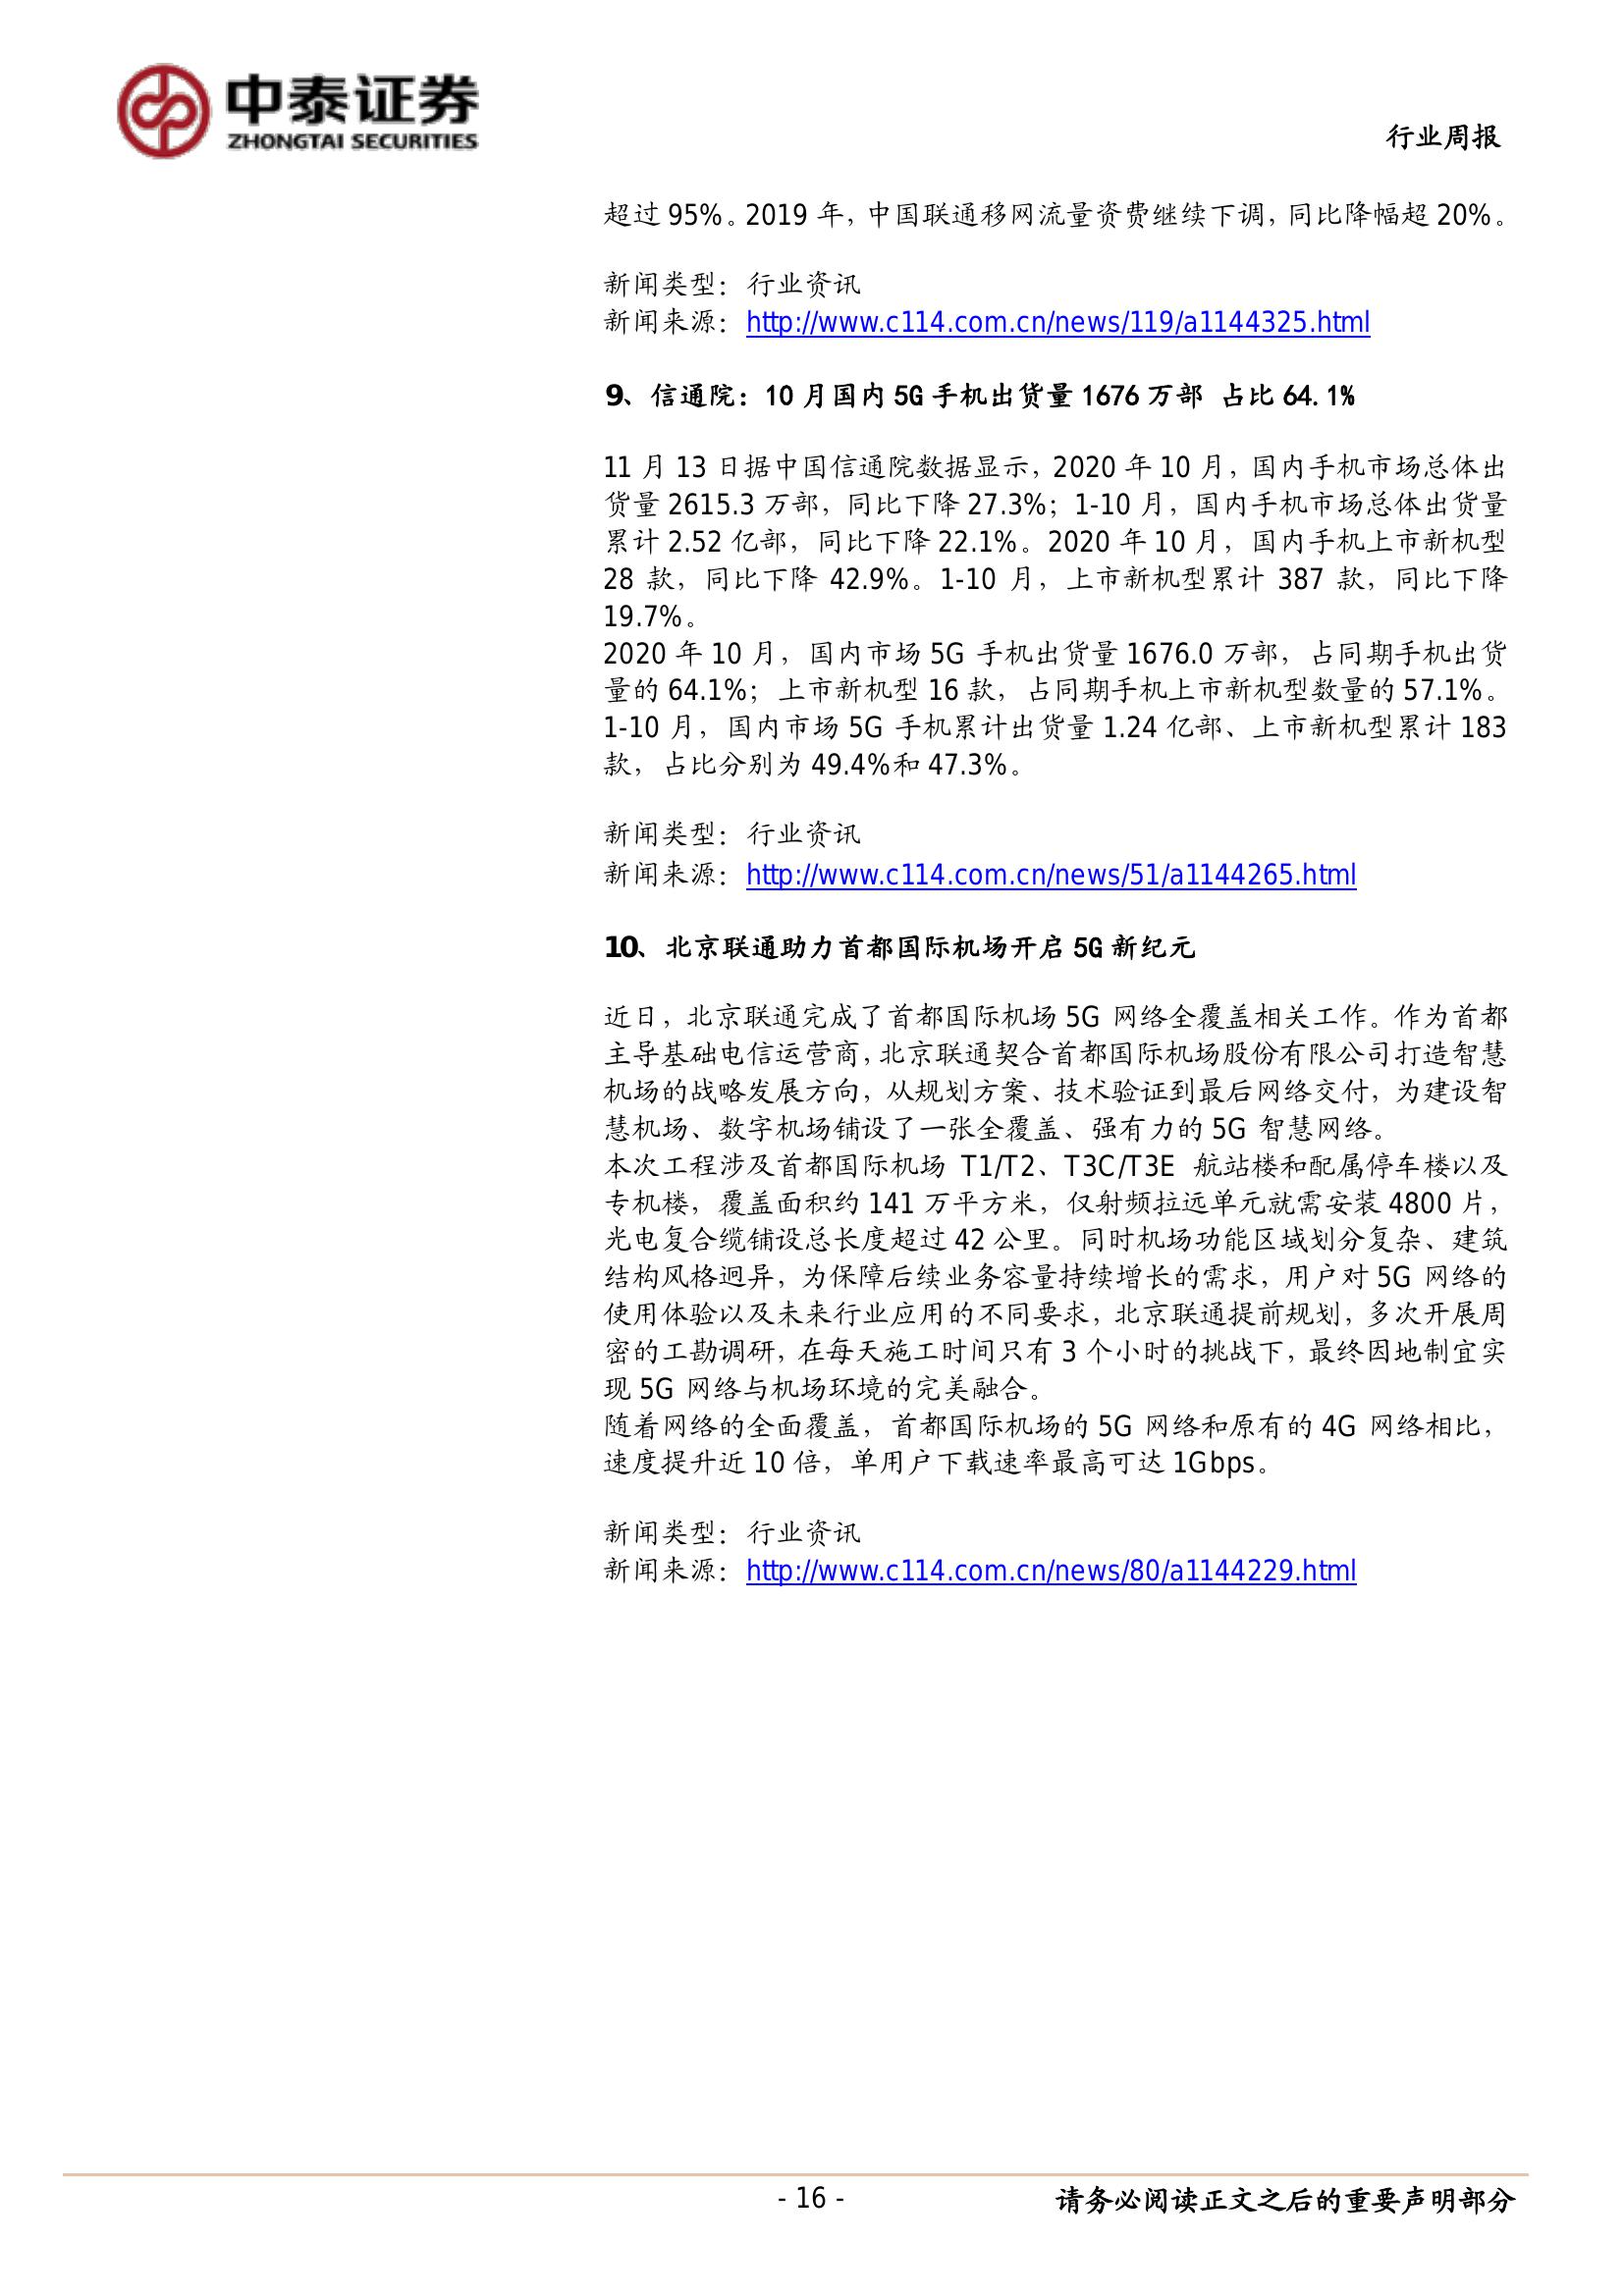 中泰证券
ZHONGTAI SECURITIES
行业周报
超过 95%。2019 年，中国联通移网流量资费继续下调，同比降幅超 20%。
新闻类型：行业资讯
新闻来源：http://www.c114.com.cn/news/119/a1144325.html
9、信通院：10 月国内 5G 手机出货量 1676 万部 占比 64.1%
11 月 13 日据中国信通院数据显示，2020 年 10 月，国内手机市场总体出
货量 2615.3 万部，同比下降 27.3%；1-10 月，国内手机市场总体出货量
累计 2.52 亿部，同比下降 22.1%。2020 年 10 月，国内手机上市新机型
28 款，同比下降 42.9%。1-10 月，上市新机型累计 387 款，同比下降
19.7%。
2020 年 10 月，国内市场 5G 手机出货量 1676.0 万部，占同期手机出货
量的 64.1%；上市新机型 16 款，占同期手机上市新机型数量的 57.1%。
1-10 月，国内市场 5G 手机累计出货量 1.24 亿部、上市新机型累计 183
款，占比分别为 49.4%和 47.3%。
新闻类型：行业资讯
新闻来源：http://www.c114.com.cn/news/51/a1144265.html
10、北京联通助力首都国际机场开启 5G 新纪元
近日，北京联通完成了首都国际机场 5G 网络全覆盖相关工作。作为首都
主导基础电信运营商，北京联通契合首都国际机场股份有限公司打造智慧
机场的战略发展方向，从规划方案、技术验证到最后网络交付，为建设智
慧机场、数字机场铺设了一张全覆盖、强有力的 5G 智慧网络。
本次工程涉及首都国际机场 T1/T2、T3C/T3E 航站楼和配属停车楼以及
专机楼，覆盖面积约 141 万平方米，仅射频拉远单元就需安装 4800 片，
光电复合缆铺设总长度超过 42 公里。同时机场功能区域划分复杂、建筑
结构风格迥异，为保障后续业务容量持续增长的需求，用户对 5G 网络的
使用体验以及未来行业应用的不同要求，北京联通提前规划，多次开展周
密的工勘调研，在每天施工时间只有 3 个小时的挑战下，最终因地制宜实
现 5G 网络与机场环境的完美融合。
随着网络的全面覆盖，首都国际机场的 5G 网络和原有的 4G 网络相比，
速度提升近 10 倍，单用户下载速率最高可达 1Gbps。
新闻类型：行业资讯
新闻来源：http://www.c114.com.cn/news/80/a1144229.html
- 16 -
请务必阅读正文之后的重要声明部分